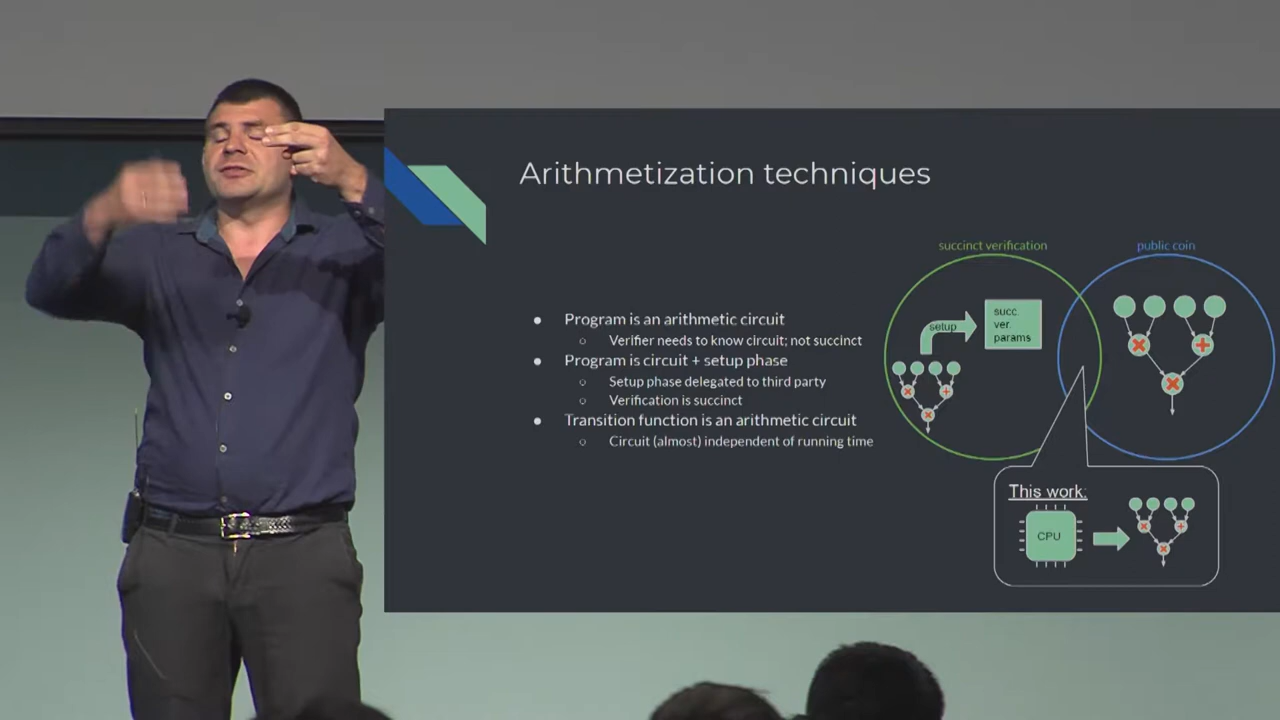 Arithmetization techniques
Program is an arithmetic circuit
Verifier needs to know circuit; not succinct
Program is circuit + setup phase
Setup phase delegated to third party
Verification is succinct
Transition function is an arithmetic circuit
Circuit (almost) independent of running time
succinct verification
public coin
setup
succ.
ver.
params
This work:
CPU